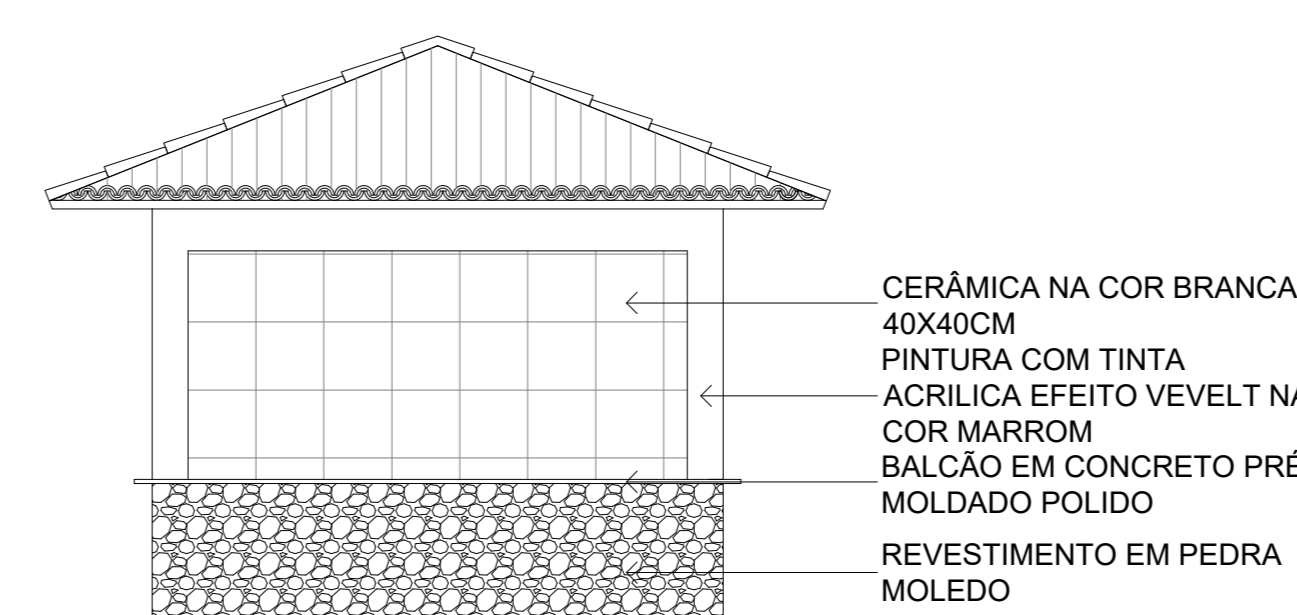 CERÂMICA NA COR BRANCA
40X40CM
PINTURA COM TINTA
ACRILICA EFEITO VEVELT NA
COR MARROM
BALCÃO EM CONCRETO PRÉ
MOLDADO POLIDO
REVESTIMENTO EM PEDRA
MOLEDO